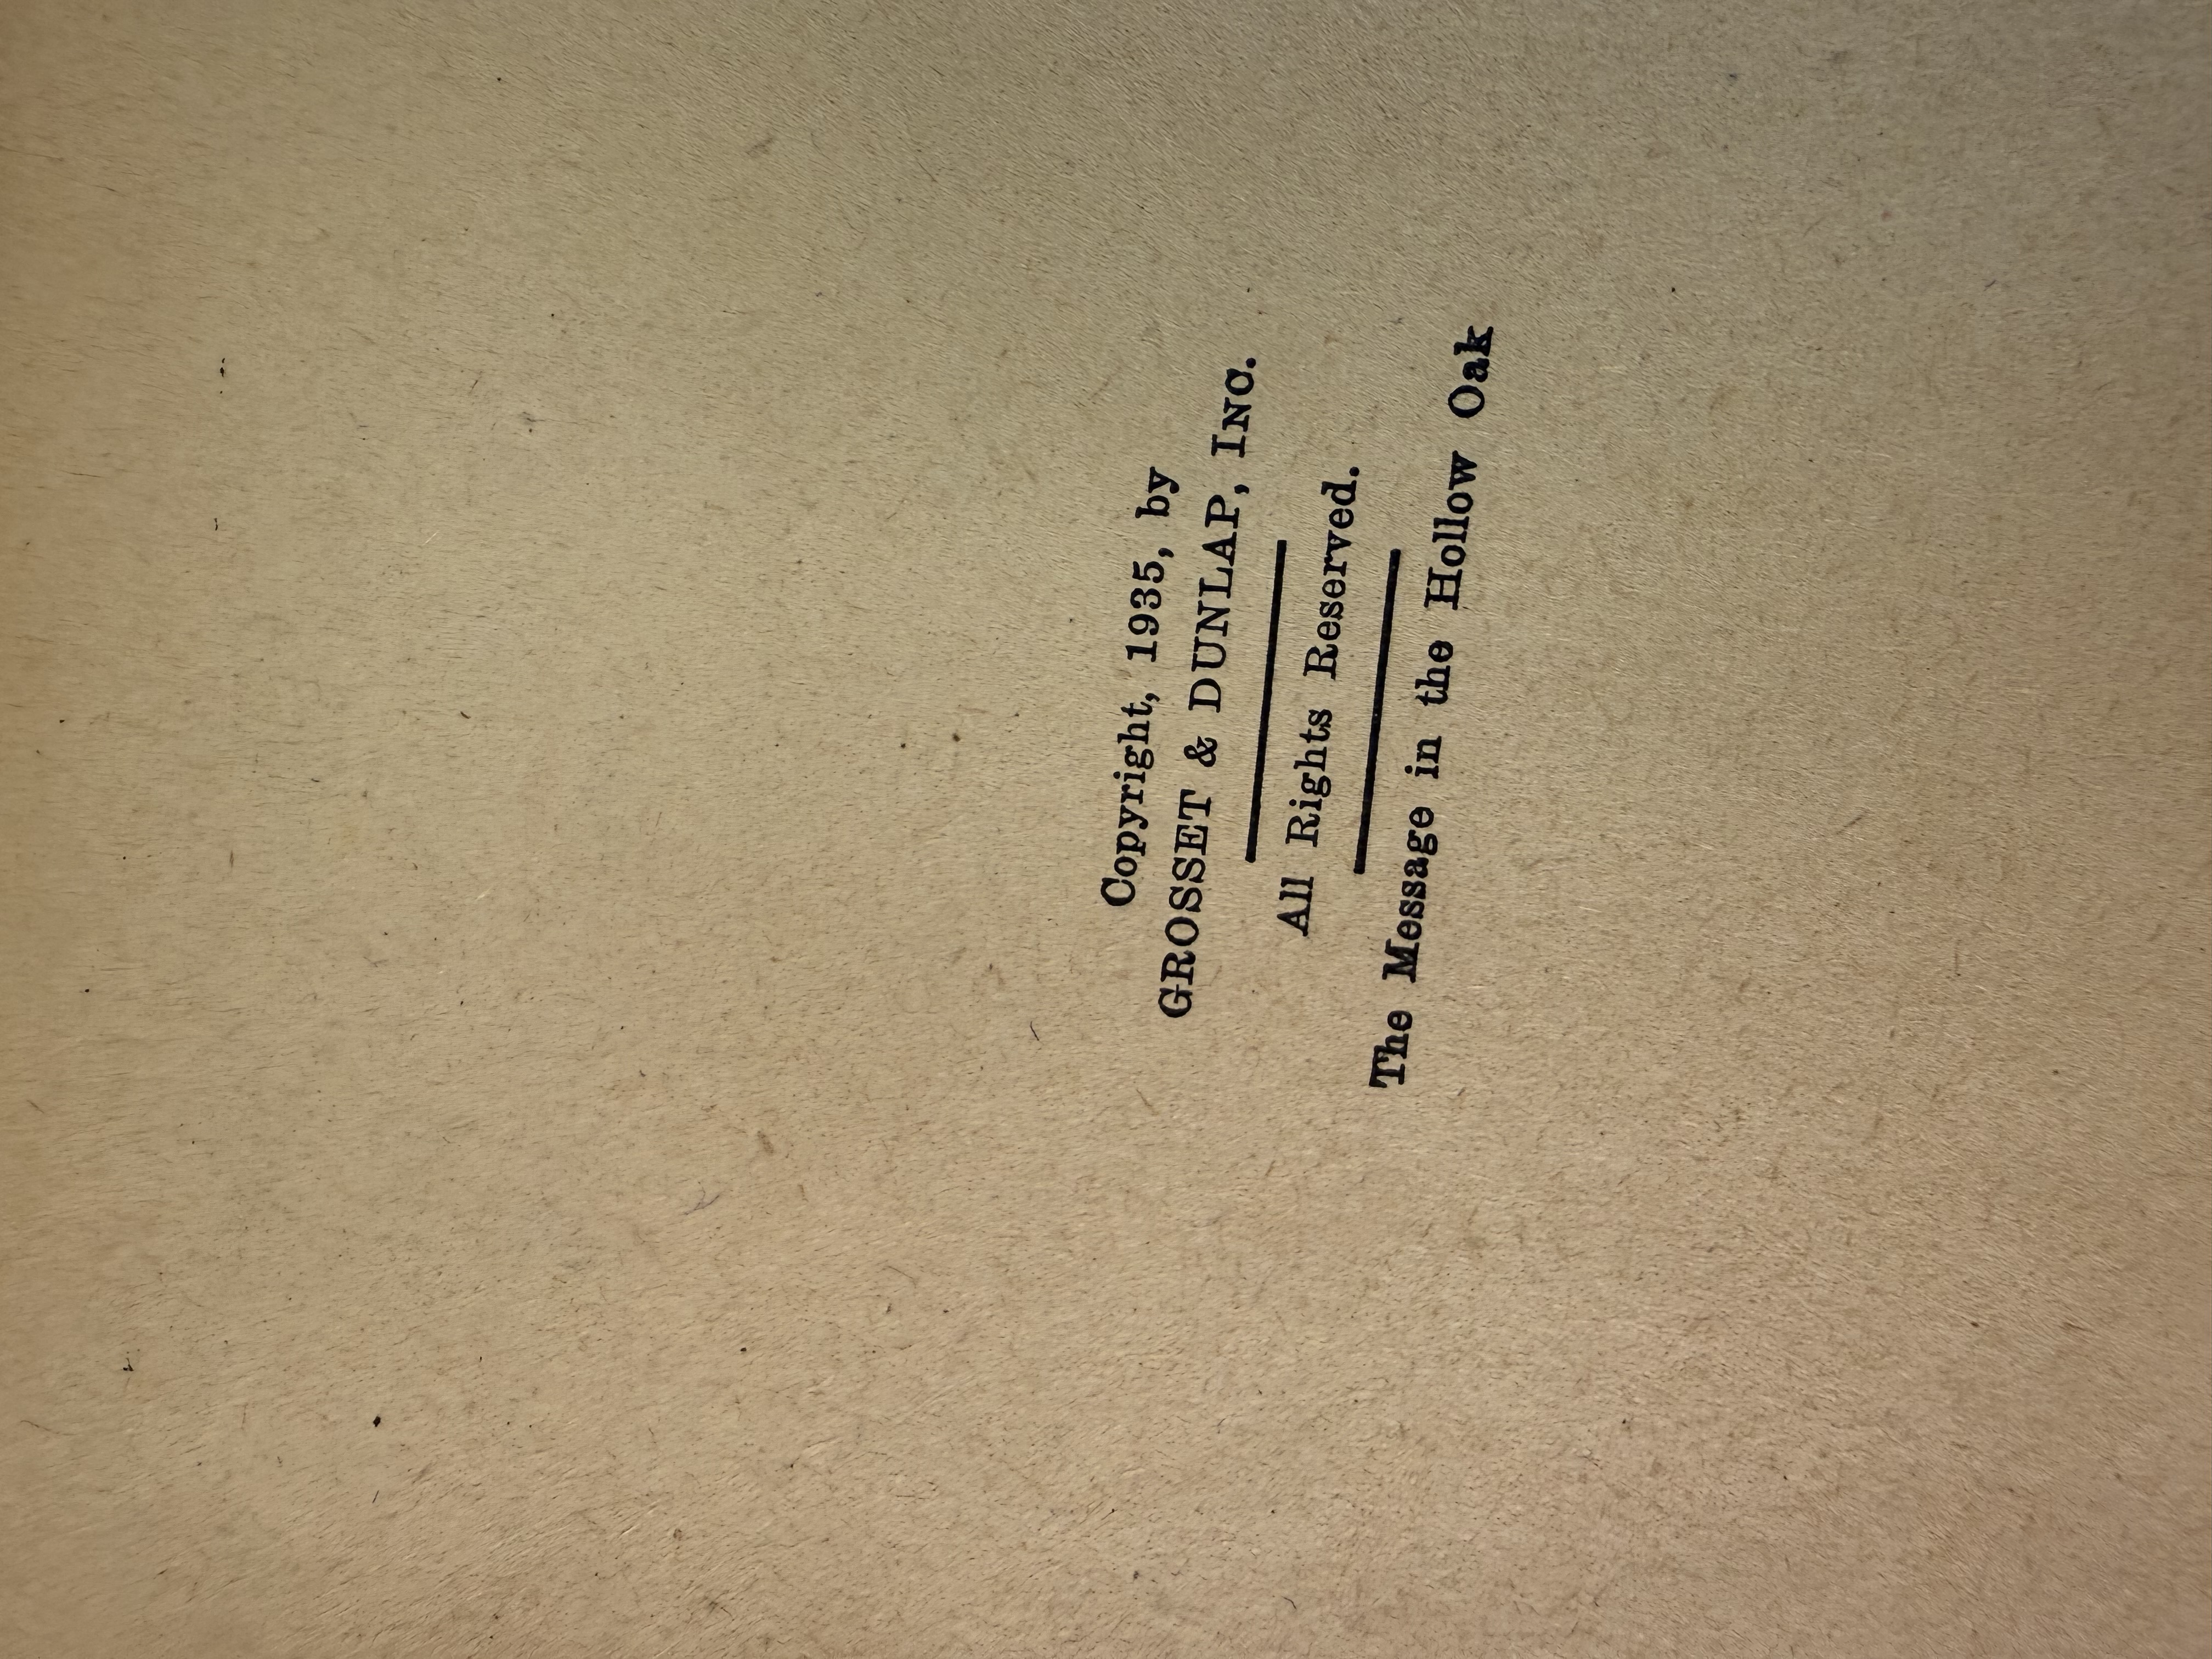 Copyright, 1935, by
GROSSET & DUNLAP, INC.
All Rights Reserved.
The Message in the Hollow Oak